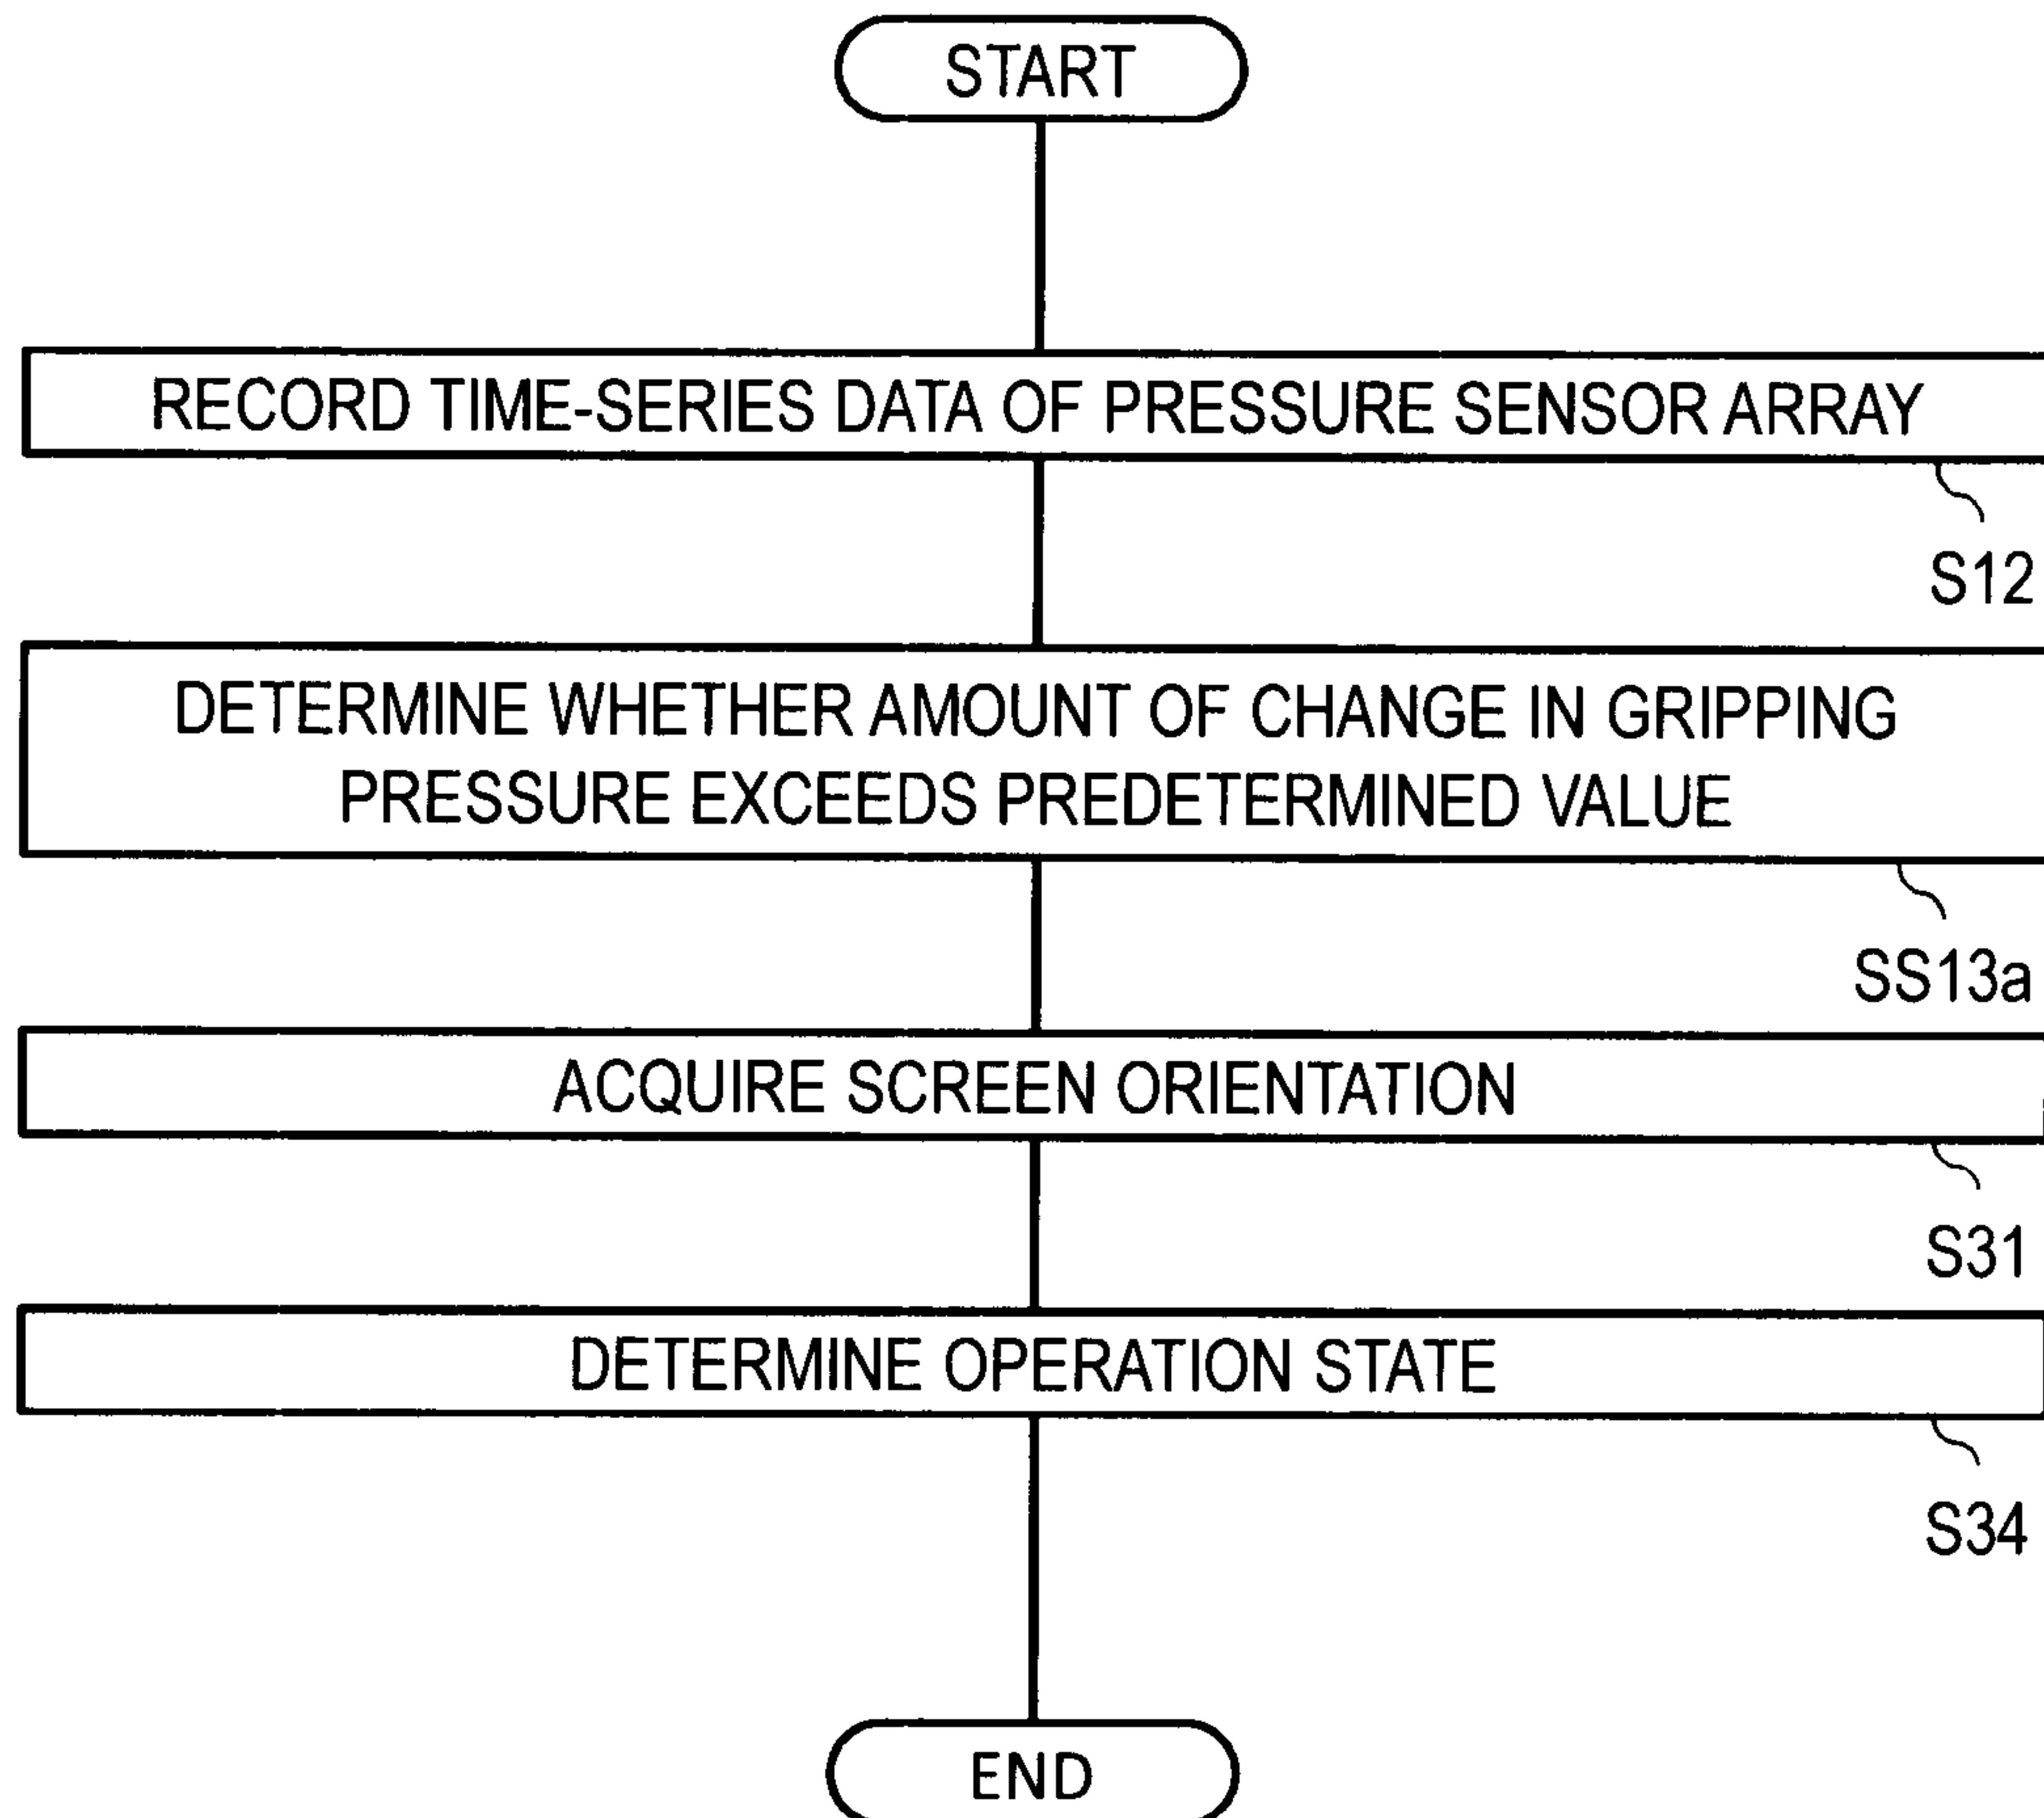 START
RECORD TIME-SERIES DATA OF PRESSURE SENSOR ARRAY
S12
DETERMINE WHETHER AMOUNT OF CHANGE IN GRIPPING
PRESSURE EXCEEDS PREDETERMINED VALUE
SS13a
ACQUIRE SCREEN ORIENTATION
S31
DETERMINE OPERATION STATE
S34
END